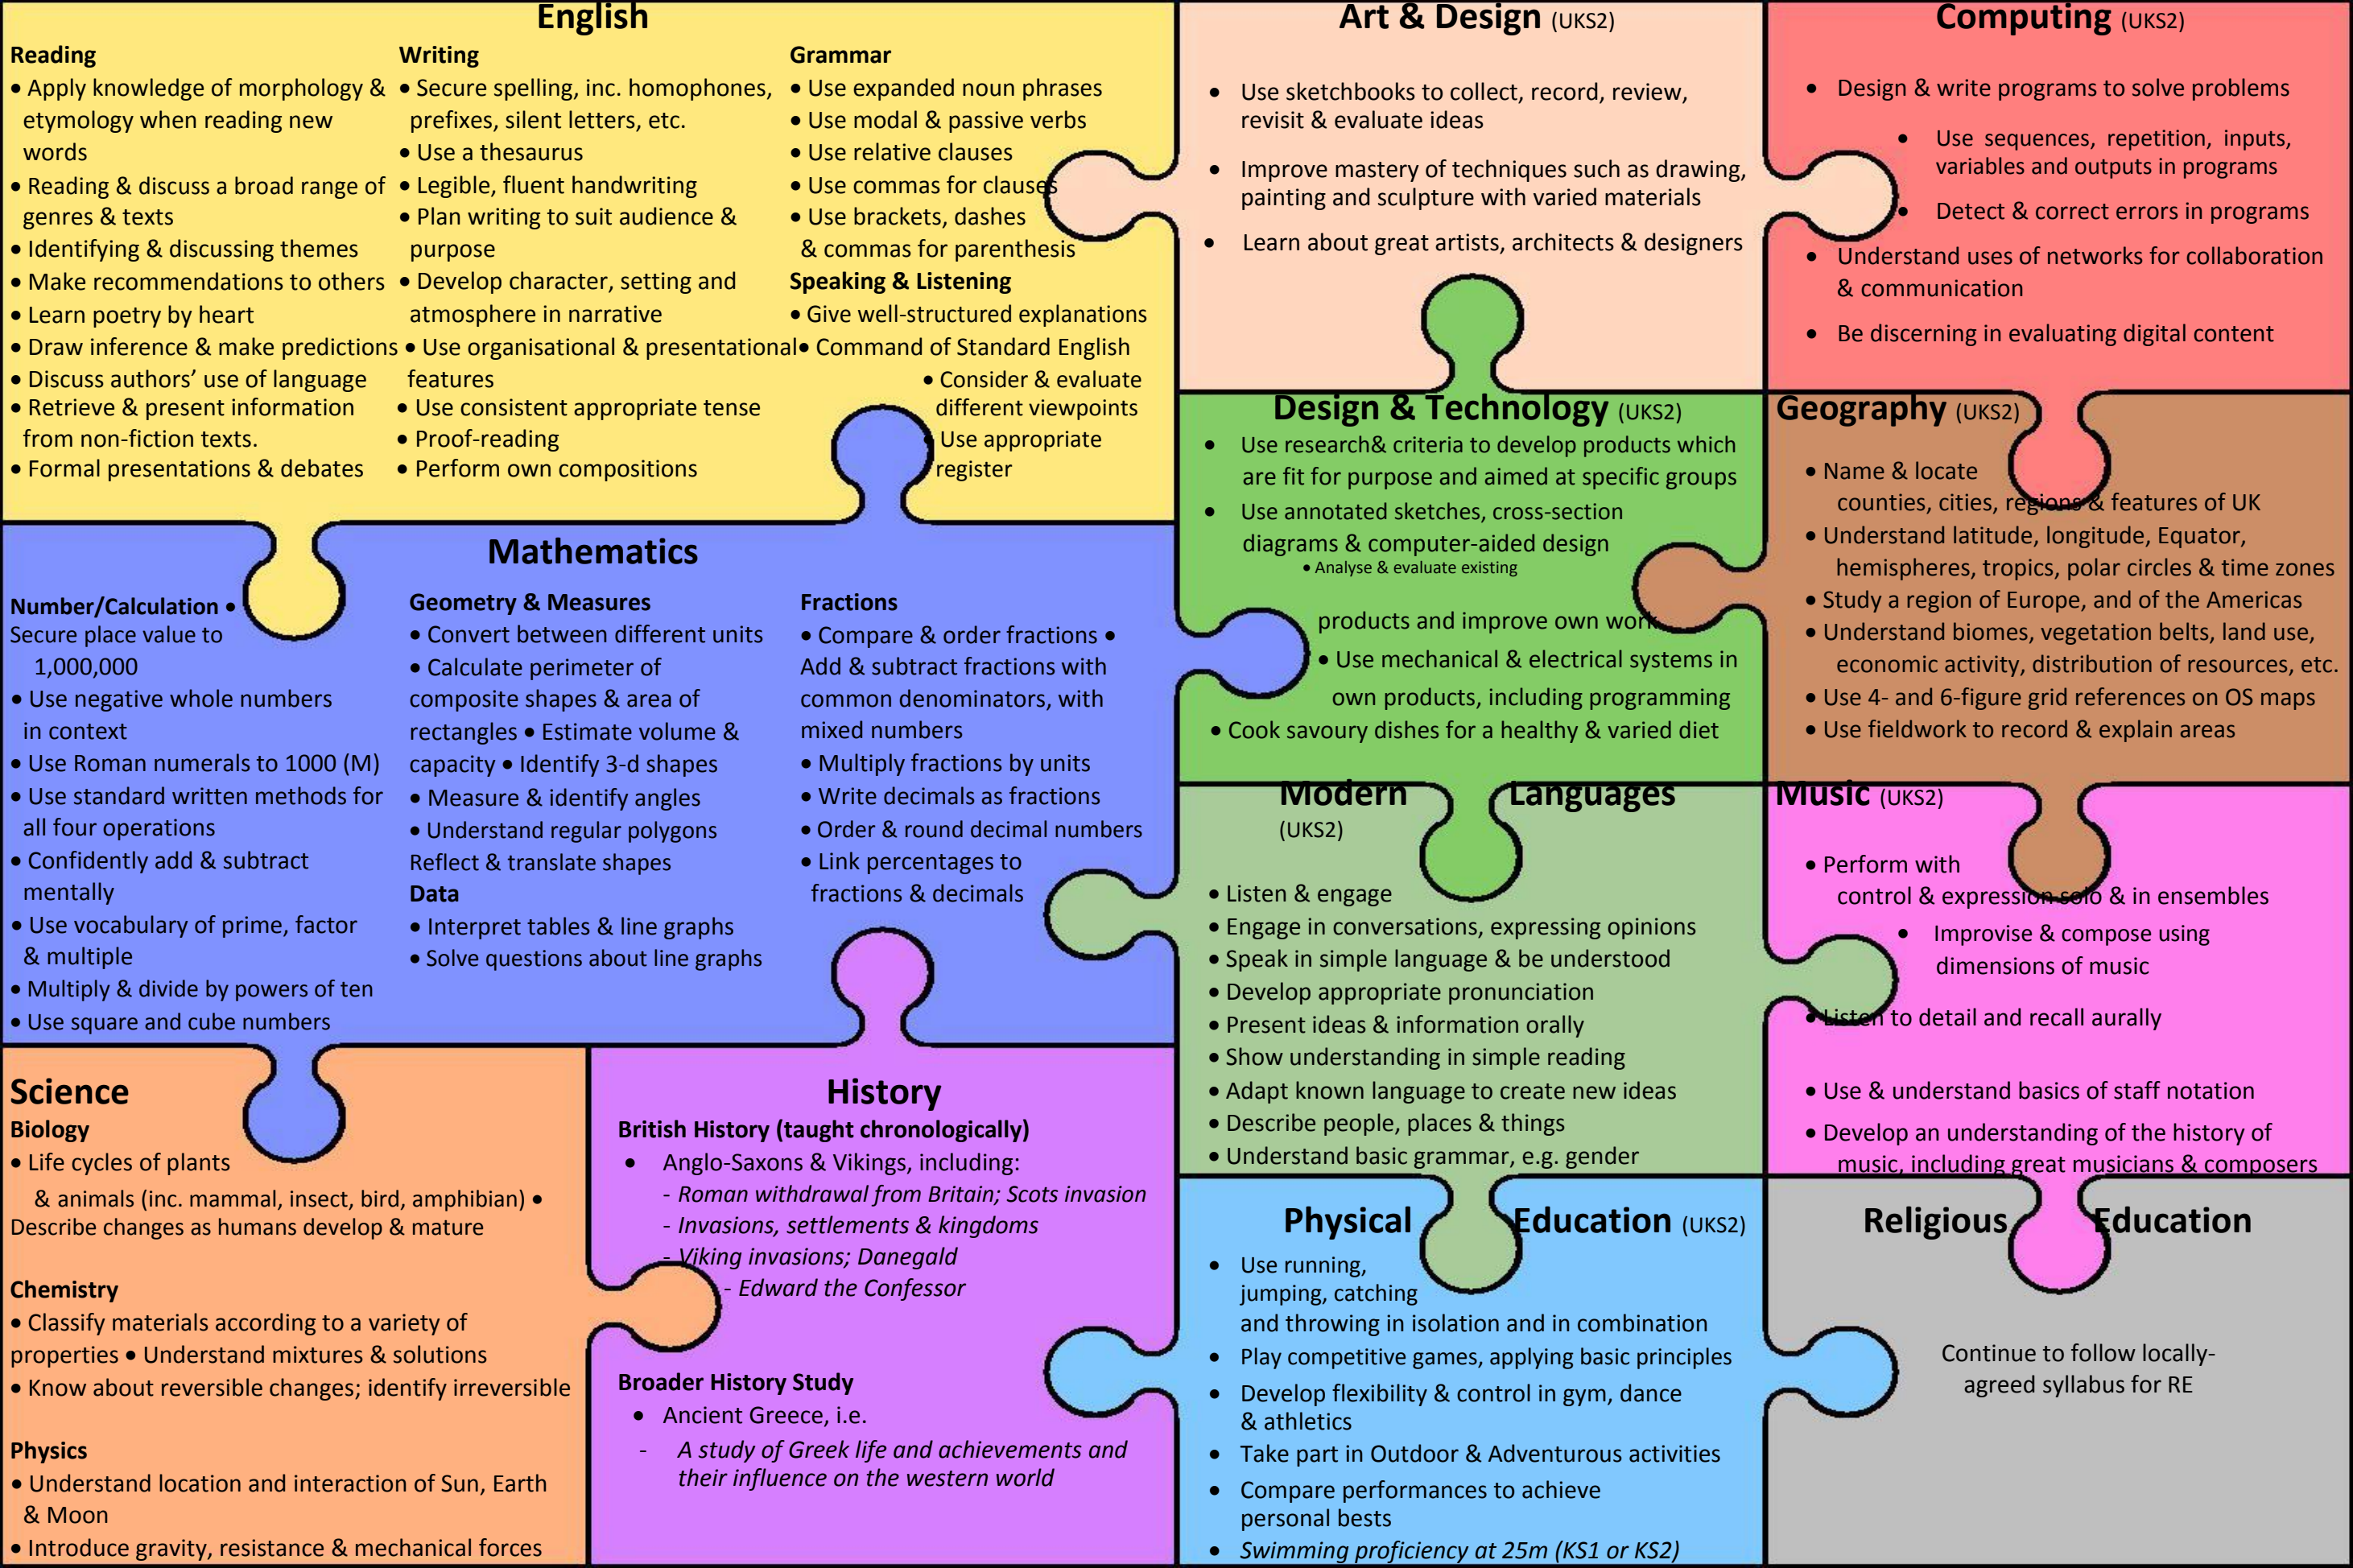 English
Reading
• Apply knowledge of morphology &
etymology when reading new
words
• Reading & discuss a broad range of
genres & texts
• Identifying & discussing themes
• Make recommendations to others
• Learn poetry by heart
• Draw inference & make predictions
• Discuss authors’ use of language
• Retrieve & present information
from non-fiction texts.
• Formal presentations & debates
Writing
• Secure spelling, inc. homophones,
prefixes, silent letters, etc.
• Use a thesaurus
• Legible, fluent handwriting
• Plan writing to suit audience &
purpose
• Develop character, setting and
atmosphere in narrative
• Use organisational & presentational
features
• Use consistent appropriate tense
• Proof-reading
• Perform own compositions
Grammar
• Use expanded noun phrases
• Use modal & passive verbs
• Use relative clauses
• Use commas for clauses
• Use brackets, dashes
& commas for parenthesis
Speaking & Listening
• Give well-structured explanations
• Command of Standard English
• Consider & evaluate
different viewpoints
• Use appropriate
register
Art & Design (UKS2)
• Use sketchbooks to collect, record, review,
revisit & evaluate ideas
• Improve mastery of techniques such as drawing,
painting and sculpture with varied materials
• Learn about great artists, architects & designers
Computing (UKS2)
• Design & write programs to solve problems
• Use sequences, repetition, inputs,
variables and outputs in programs
• Detect & correct errors in programs
• Understand uses of networks for collaboration
& communication
• Be discerning in evaluating digital content
Design & Technology (UKS2)
• Use research& criteria to develop products which
are fit for purpose and aimed at specific groups
• Use annotated sketches, cross-section
diagrams & computer-aided design
• Analyse & evaluate existing
products and improve own work
• Use mechanical & electrical systems in
own products, including programming
• Cook savoury dishes for a healthy & varied diet
Geography (UKS2)
• Name & locate
counties, cities, regions & features of UK
• Understand latitude, longitude, Equator,
hemispheres, tropics, polar circles & time zones
• Study a region of Europe, and of the Americas
• Understand biomes, vegetation belts, land use,
economic activity, distribution of resources, etc.
• Use 4- and 6-figure grid references on OS maps
• Use fieldwork to record & explain areas
Mathematics
Number/Calculation •
Secure place value to
1,000,000
• Use negative whole numbers
in context
• Use Roman numerals to 1000 (M)
• Use standard written methods for
all four operations
• Confidently add & subtract
mentally
• Use vocabulary of prime, factor
& multiple
• Multiply & divide by powers of ten
• Use square and cube numbers
Geometry & Measures
• Convert between different units
• Calculate perimeter of
composite shapes & area of
rectangles • Estimate volume &
capacity • Identify 3-d shapes
• Measure & identify angles
• Understand regular polygons
Reflect & translate shapes
Data
• Interpret tables & line graphs
• Solve questions about line graphs
Fractions
• Compare & order fractions •
Add & subtract fractions with
common denominators, with
mixed numbers
• Multiply fractions by units
• Write decimals as fractions
• Order & round decimal numbers
• Link percentages to
fractions & decimals
Modern Languages
(UKS2)
• Listen & engage
• Engage in conversations, expressing opinions
• Speak in simple language & be understood
• Develop appropriate pronunciation
• Present ideas & information orally
• Show understanding in simple reading
• Adapt known language to create new ideas
• Describe people, places & things
• Understand basic grammar, e.g. gender
Music (UKS2)
• Perform with
control & expression solo & in ensembles
• Improvise & compose using
dimensions of music
• Listen to detail and recall aurally
• Use & understand basics of staff notation
• Develop an understanding of the history of
music, including great musicians & composers
Science
Biology
• Life cycles of plants
& animals (inc. mammal, insect, bird, amphibian) •
Describe changes as humans develop & mature
Chemistry
• Classify materials according to a variety of
properties • Understand mixtures & solutions
• Know about reversible changes; identify irreversible
Physics
• Understand location and interaction of Sun, Earth
& Moon
• Introduce gravity, resistance & mechanical forces
History
British History (taught chronologically)
• Anglo-Saxons & Vikings, including:
- Roman withdrawal from Britain; Scots invasion
- Invasions, settlements & kingdoms
- Viking invasions; Danegald
- Edward the Confessor
Broader History Study
• Ancient Greece, i.e.
- A study of Greek life and achievements and
their influence on the western world
Physical Education (UKS2)
• Use running,
jumping, catching
and throwing in isolation and in combination
• Play competitive games, applying basic principles
• Develop flexibility & control in gym, dance
& athletics
• Take part in Outdoor & Adventurous activities
• Compare performances to achieve
personal bests
• Swimming proficiency at 25m (KS1 or KS2)
Religious Education
Continue to follow locally-
agreed syllabus for RE